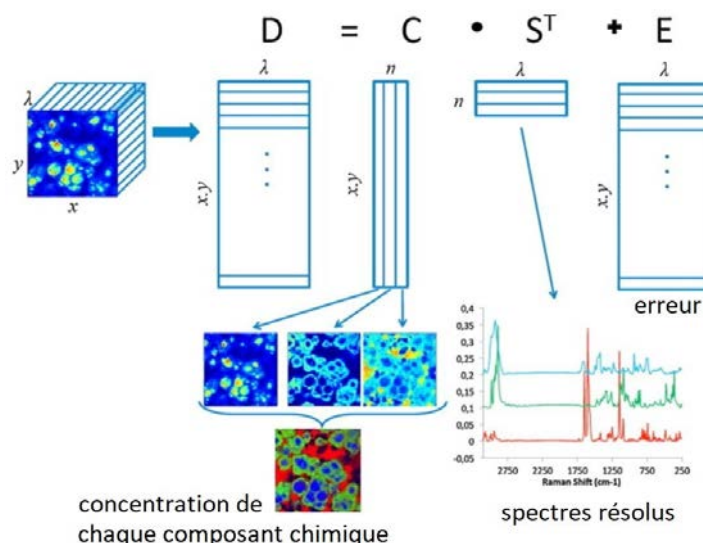 D = C • Sᵀ + E
λ
λ
n
λ
λ
y
x
x.y
x.y
n
x.y
erreur
0,4
0,35
0,3
0,25
0,2
0,15
0,1
0,05
0
-0,05
2750 2250 1750 1250 750 250
Raman Shift (cm-1)
concentration de
chaque composant chimique
spectres résolus